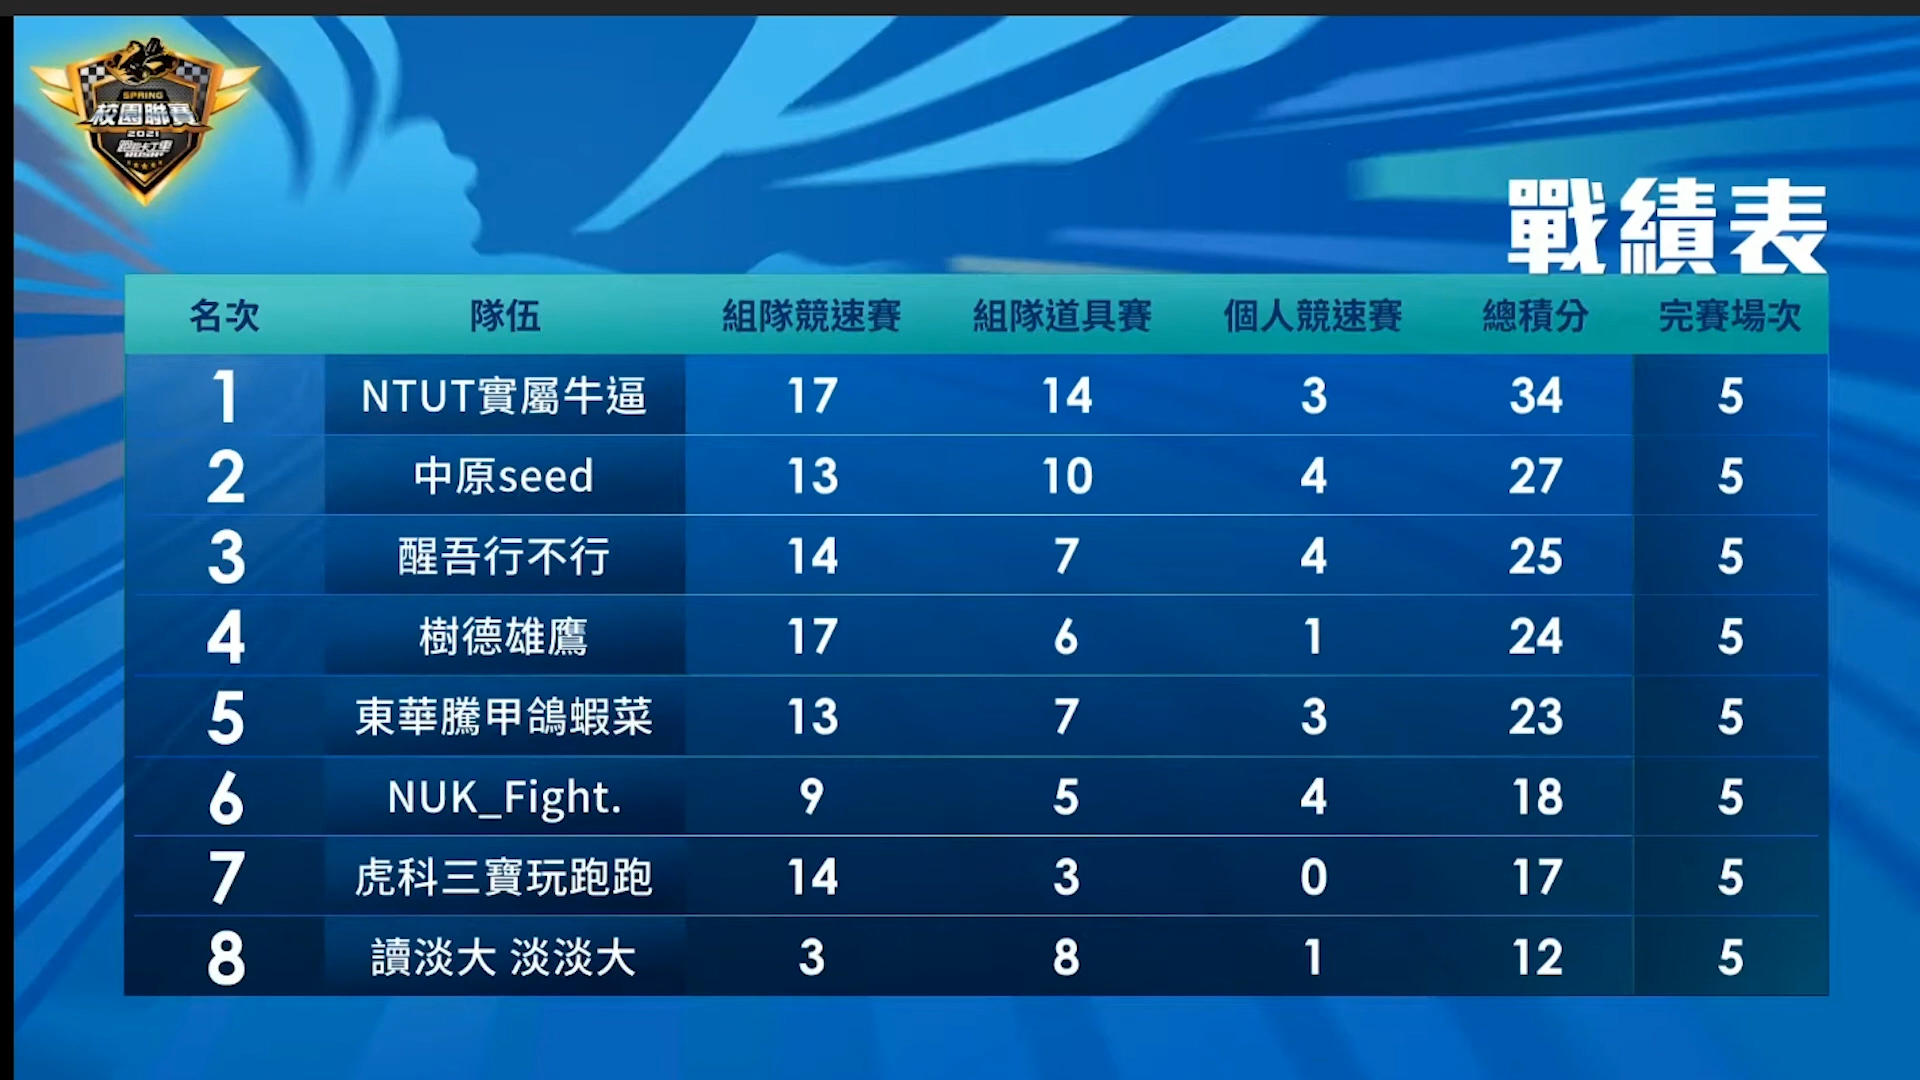 SPRING
校園聯賽
2021
跑跑卡丁車
RUSH+
戰績表
名次 隊伍 組隊競速賽 組隊道具賽 個人競速賽 總積分 完賽場次
1 NTUT實屬牛逼 17 14 3 34 5
2 中原seed 13 10 4 27 5
3 醒吾行不行 14 7 4 25 5
4 樹德雄鷹 17 6 1 24 5
5 東華騰甲鴿蝦菜 13 7 3 23 5
6 NUK_Fight. 9 5 4 18 5
7 虎科三寶玩跑跑 14 3 0 17 5
8 讀淡大 淡淡大 3 8 1 12 5